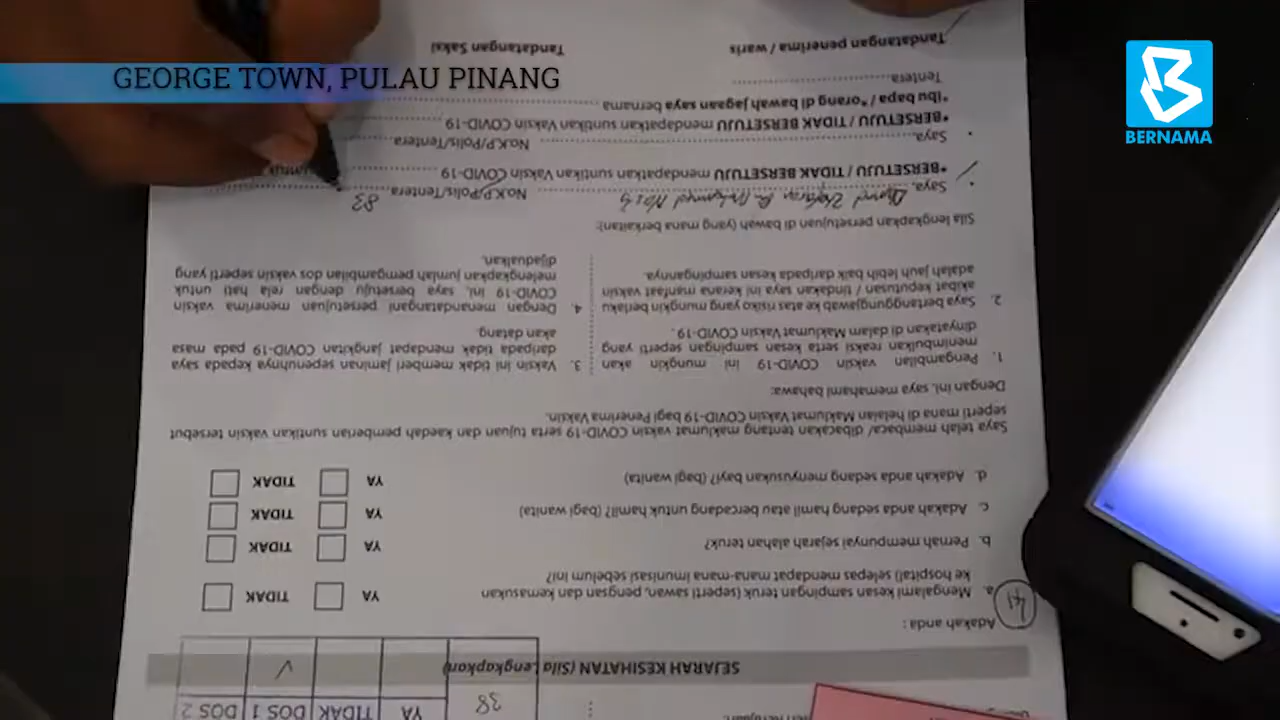 GEORGE TOWN, PULAU PINANG
BERNAMA
38
YA TIDAK DOS 1 DOS 2
SEJARAH KESIHATAN (Sila Lengkapkan)
Adakah anda :
41
a. Mengalami kesan sampingan teruk (seperti sawan, pengsan dan kemasukan
ke hospital) selepas mendapat mana-mana imunisasi sebelum ini?
YA TIDAK
b. Pernah mempunyai sejarah alahan teruk?
YA TIDAK
c. Adakah anda sedang hamil atau bercadang untuk hamil? (bagi wanita)
YA TIDAK
d. Adakah anda sedang menyusukan bayi? (bagi wanita)
YA TIDAK
Saya telah membaca/ dibacakan tentang maklumat vaksin COVID-19 serta tujuan dan kaedah pemberian suntikan vaksin tersebut
seperti mana di helaian Maklumat Vaksin COVID-19 bagi Penerima Vaksin.
Dengan ini, saya memahami bahawa:
1. Pengambilan vaksin COVID-19 ini mungkin akan
menimbulkan reaksi serta kesan sampingan seperti yang
dinyatakan di dalam Maklumat Vaksin COVID-19.
2. Saya bertanggungjawab ke atas risiko yang mungkin berlaku
akibat keputusan / tindakan saya ini kerana manfaat vaksin
adalah jauh lebih baik daripada kesan sampingannya.
3. Vaksin ini tidak memberi jaminan sepenuhnya kepada saya
daripada tidak mendapat jangkitan COVID-19 pada masa
akan datang.
4. Dengan menandatangani persetujuan menerima vaksin
COVID-19 ini, saya bersetuju dengan rela hati untuk
melengkapkan jumlah pengambilan dos vaksin seperti yang
dijadualkan.
Sila lengkapkan persetujuan di bawah (yang mana berkaitan):
• Saya, No.K.P/Polis/Tentera 83
*BERSETUJU / TIDAK BERSETUJU mendapatkan suntikan Vaksin COVID-19
• Saya No.K.P/Polis/Tentera
*BERSETUJU / TIDAK BERSETUJU mendapatkan suntikan Vaksin COVID-19
*ibu bapa / *orang di bawah jagaan saya bernama
Tentera
Tandatangan penerima / waris Tandatangan Saksi